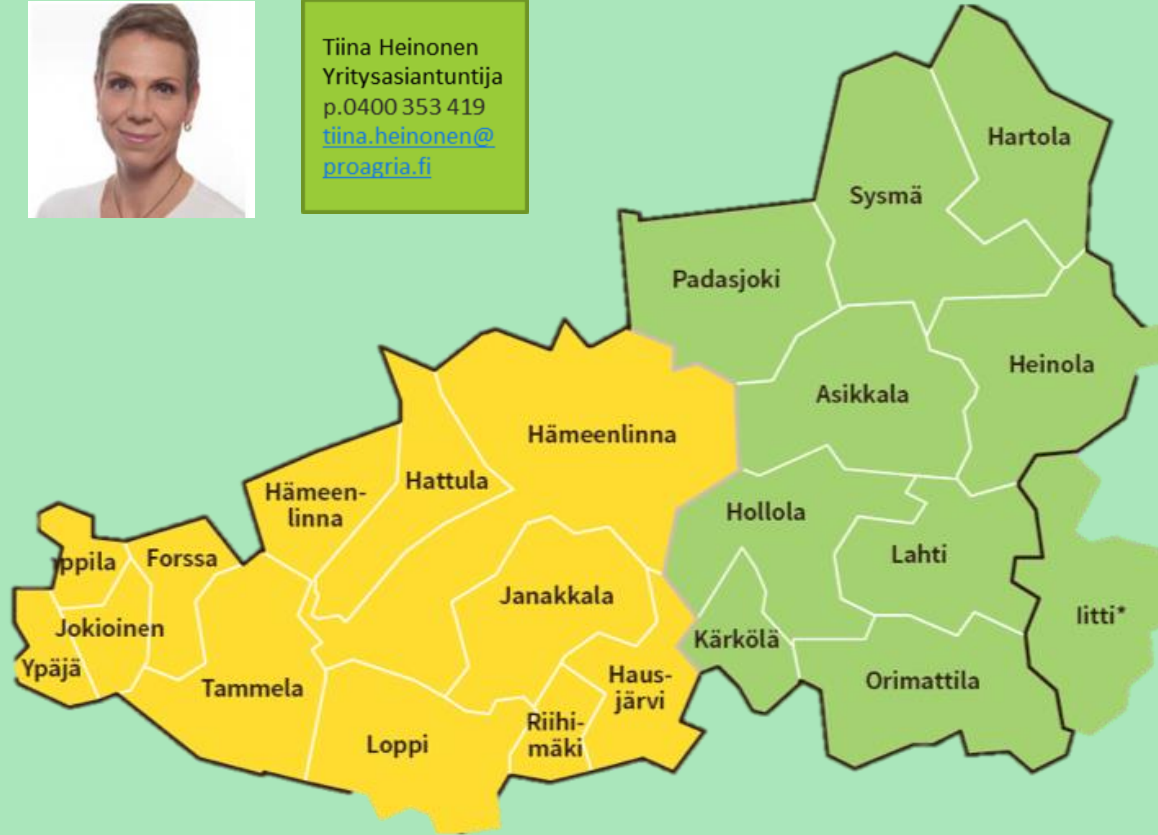 Tiina Heinonen
Yritysasiantuntija
p.0400 353 419
tiina.heinonen@
proagria.fi
Hartola
Sysmä
Padasjoki
Heinola
Asikkala
Hämeenlinna
Hattula
Hämeen-
linna
Hollola
Lahti
ppila
Forssa
Janakkala
Iitti*
Jokioinen
Kärkölä
Ypäjä
Tammela
Haus-
järvi
Orimattila
Riihi-
mäki
Loppi